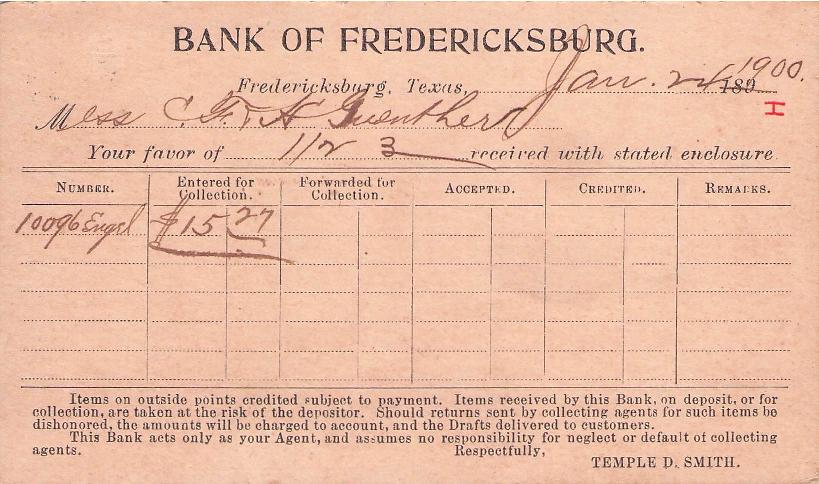 BANK OF FREDERICKSBURG.
Fredericksburg, Texas, Jan. 24 189 1900.
H
Mess C. F. & H Guenther
Your favor of 1/23 received with stated enclosure.
NUMBER. Entered for Collection. Forwarded for Collection. ACCEPTED. CREDITED. REMARKS.
10096 Engel $15 27
Items on outside points credited subject to payment. Items received by this Bank, on deposit, or for
collection, are taken at the risk of the depositor. Should returns sent by collecting agents for such items be
dishonored, the amounts will be charged to account, and the Drafts delivered to customers.
This Bank acts only as your Agent, and assumes no responsibility for neglect or default of collecting
agents. Respectfully,
TEMPLE D. SMITH.